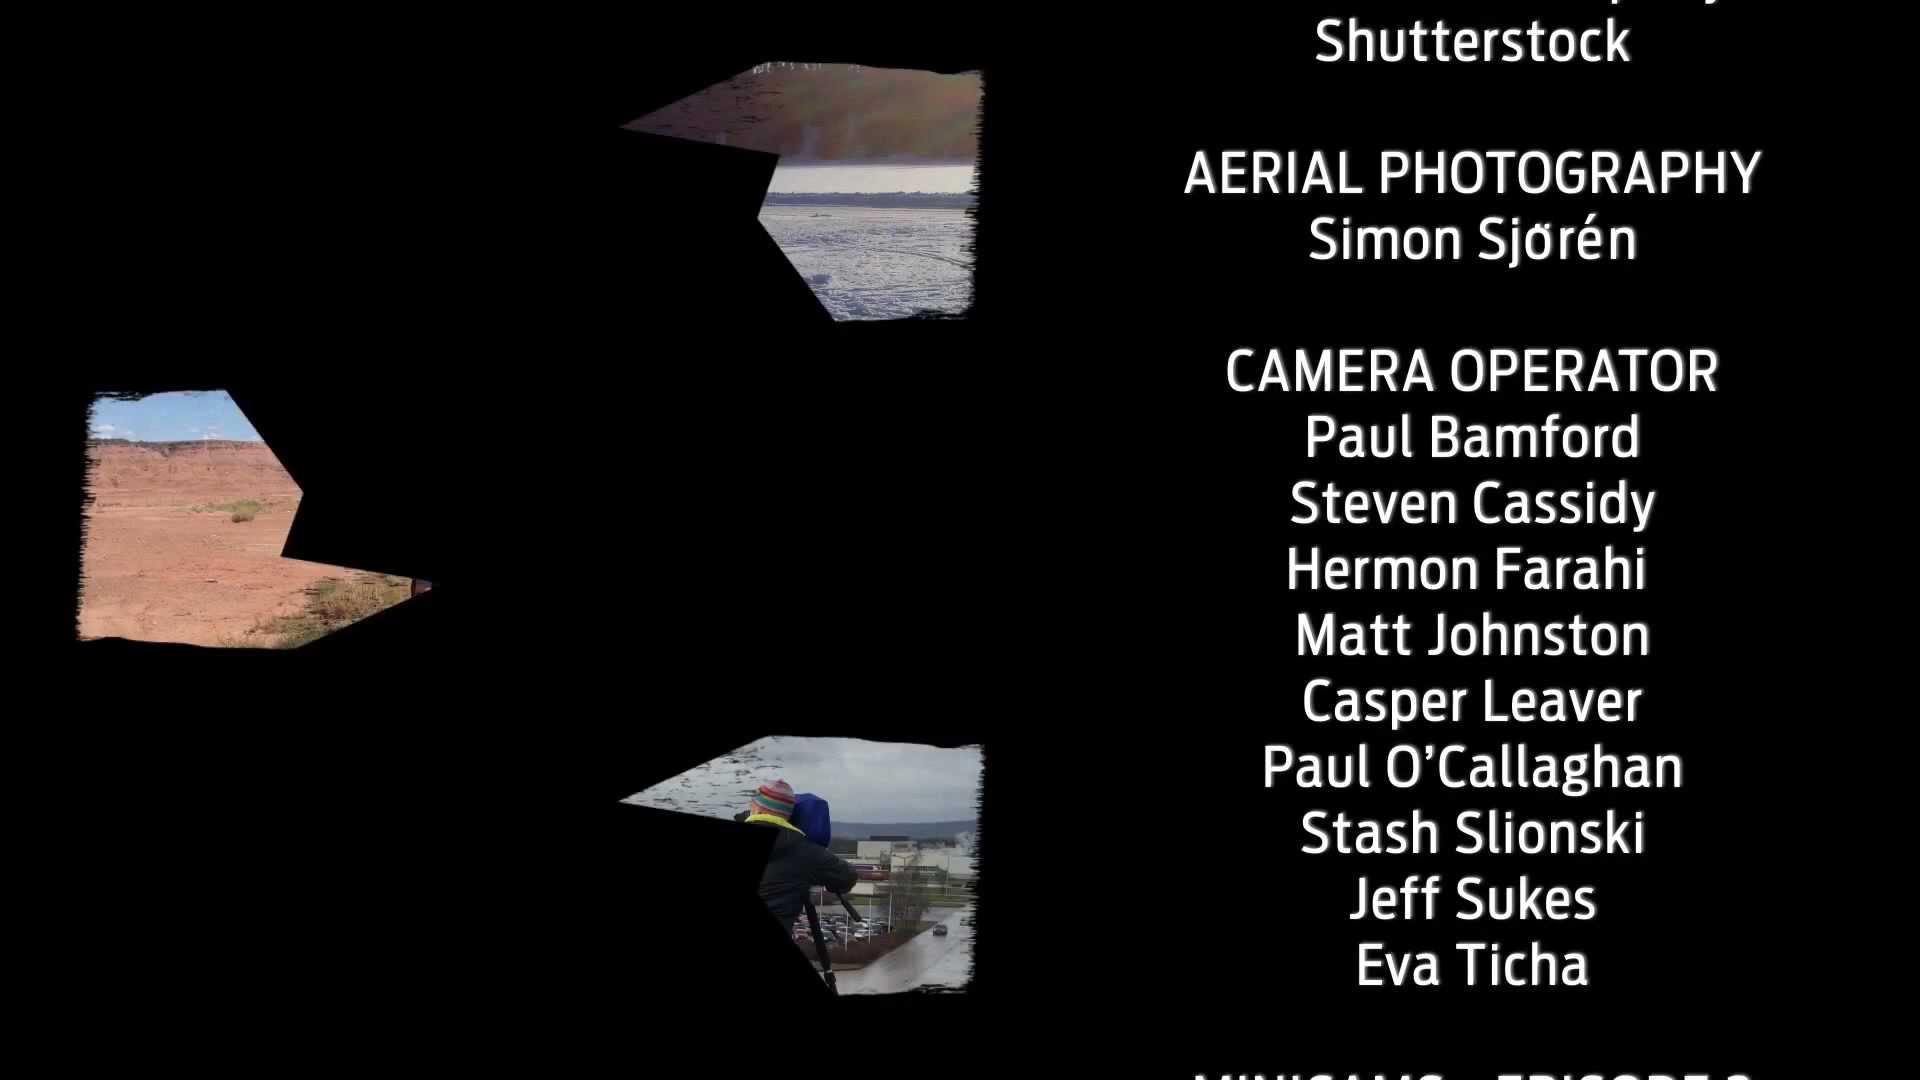 Shutterstock
AERIAL PHOTOGRAPHY
Simon Sjörén
CAMERA OPERATOR
Paul Bamford
Steven Cassidy
Hermon Farahi
Matt Johnston
Casper Leaver
Paul O’Callaghan
Stash Slionski
Jeff Sukes
Eva Ticha